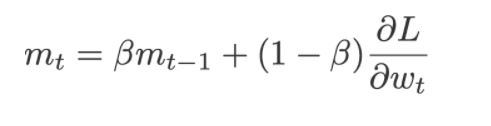 m_t = βm_{t−1} + (1 − β) ∂L/∂w_t